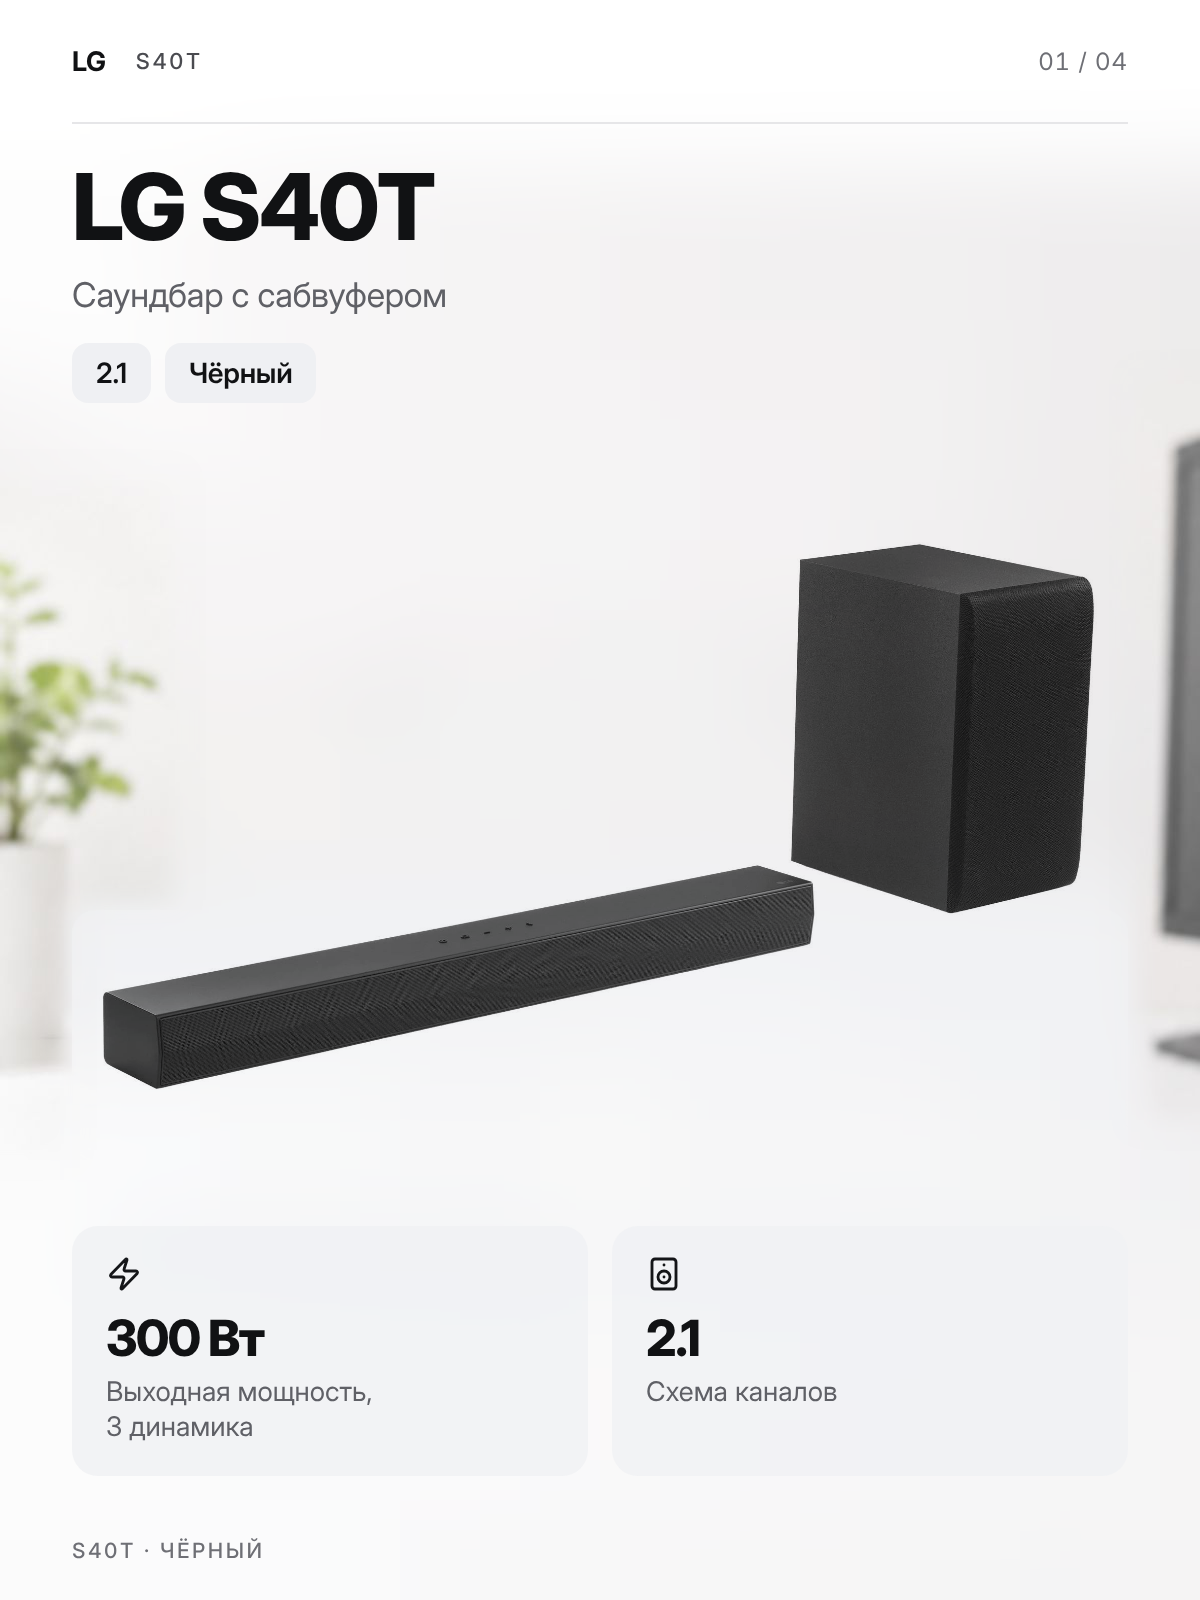 LG S40T 01 / 04
LG S40T
Саундбар с сабвуфером
2.1 Чёрный
300 Вт
Выходная мощность,
3 динамика
2.1
Схема каналов
S40T · ЧЁРНЫЙ